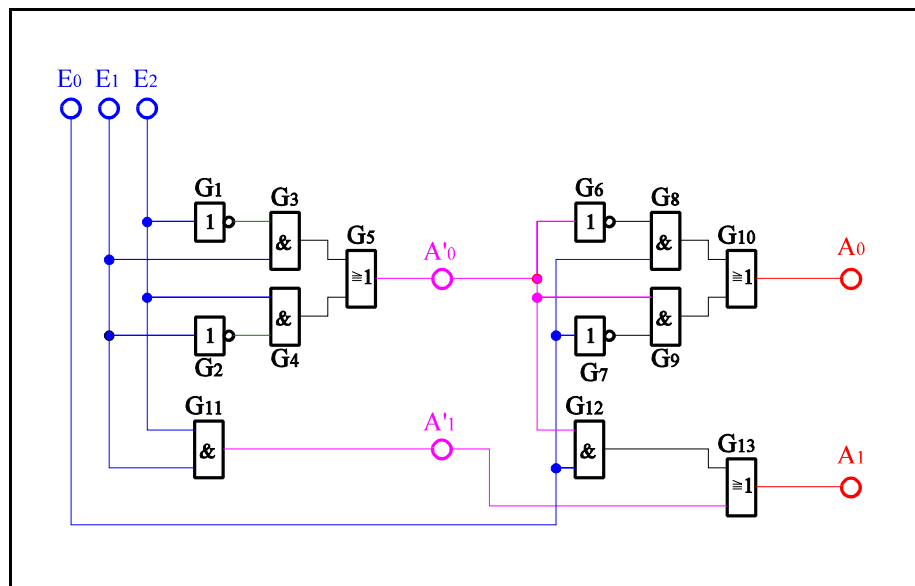 E0 E1 E2
G1 G3 G6 G8
1 & G5 1 & G10
A'0 A0
≧1 ≧1
& &
1 1
G2 G4 G7 G9
G11 A'1 G12
& & G13 A1
≧1